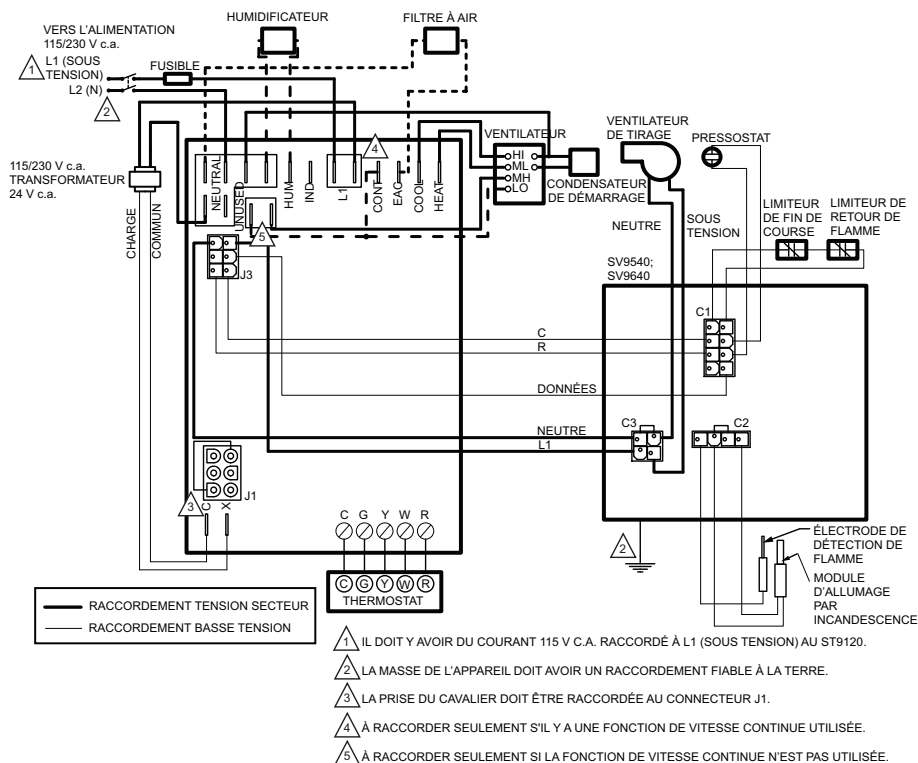 HUMIDIFICATEUR
FILTRE À AIR
VERS L'ALIMENTATION
115/230 V c.a.
1
L1 (SOUS
TENSION)
L2 (N)
2
FUSIBLE
4
VENTILATEUR
HI
ML
MH
LO
CONDENSATEUR
DE DÉMARRAGE
VENTILATEUR
DE TIRAGE
PRESSOSTAT
115/230 V c.a.
TRANSFORMATEUR
24 V c.a.
CHARGE
COMMUN
NEUTRAL
UNUSED
HUM
IND
L1
CONT
EAC
COOL
HEAT
5
J3
NEUTRE
SOUS
TENSION
LIMITEUR
DE FIN DE
COURSE
LIMITEUR DE
RETOUR DE
FLAMME
SV9540;
SV9640
C1
C
R
DONNÉES
NEUTRE
L1
C3
C2
J1
3
C
X
C G Y W R
C G Y W R
THERMOSTAT
2
ÉLECTRODE DE
DÉTECTION DE
FLAMME
MODULE
D'ALLUMAGE
PAR
INCANDESCENCE
RACCORDEMENT TENSION SECTEUR
RACCORDEMENT BASSE TENSION
1 IL DOIT Y AVOIR DU COURANT 115 V C.A. RACCORDÉ À L1 (SOUS TENSION) AU ST9120.
2 LA MASSE DE L'APPAREIL DOIT AVOIR UN RACCORDEMENT FIABLE À LA TERRE.
3 LA PRISE DU CAVALIER DOIT ÊTRE RACCORDÉE AU CONNECTEUR J1.
4 À RACCORDER SEULEMENT S'IL Y A UNE FONCTION DE VITESSE CONTINUE UTILISÉE.
5 À RACCORDER SEULEMENT SI LA FONCTION DE VITESSE CONTINUE N'EST PAS UTILISÉE.